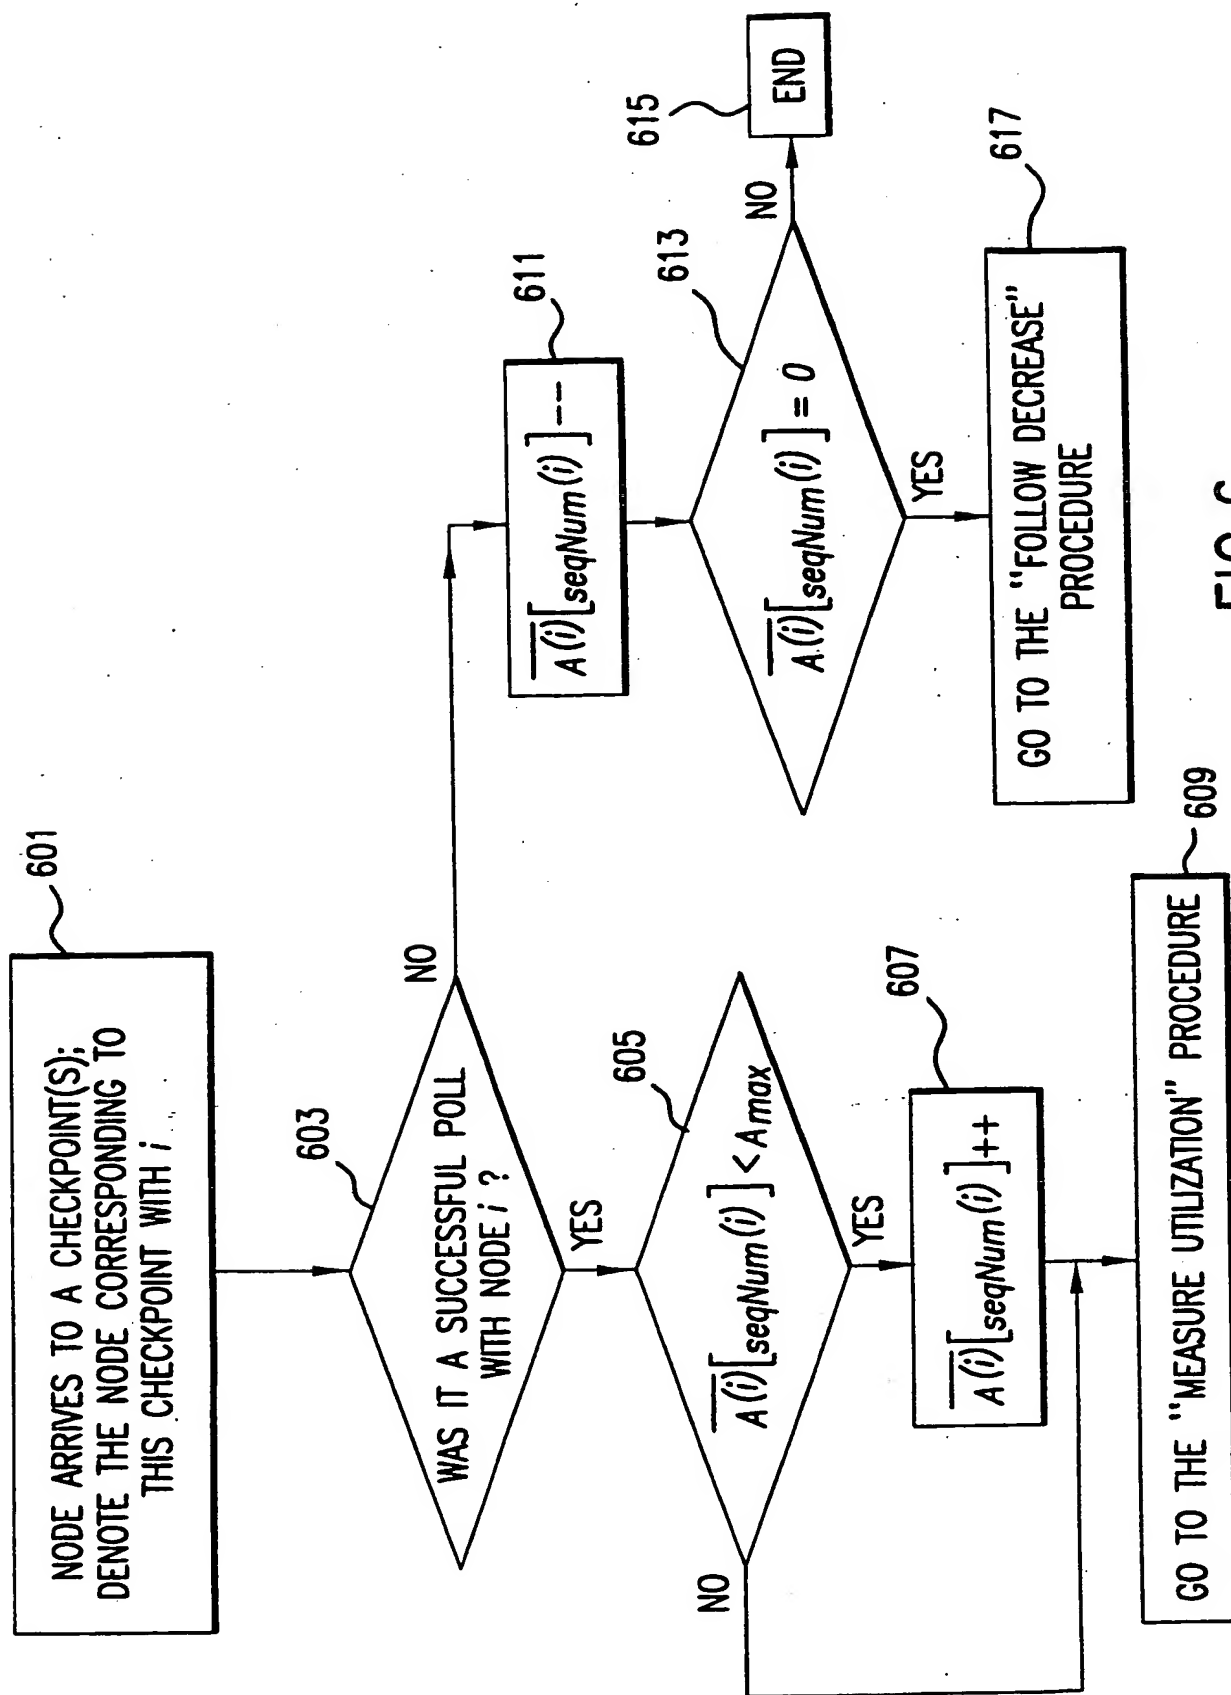 601
NODE ARRIVES TO A CHECKPOINT(S);
DENOTE THE NODE CORRESPONDING TO
THIS CHECKPOINT WITH i
603
WAS IT A SUCCESSFUL POLL
WITH NODE i ?
NO
YES
605
A(i)[seqNum(i)] < Amax
NO
YES
607
A(i)[seqNum(i)]++
GO TO THE "MEASURE UTILIZATION" PROCEDURE
609
611
A(i)[seqNum(i)]--
613
A(i)[seqNum(i)] = 0
NO
615
END
YES
617
GO TO THE "FOLLOW DECREASE"
PROCEDURE